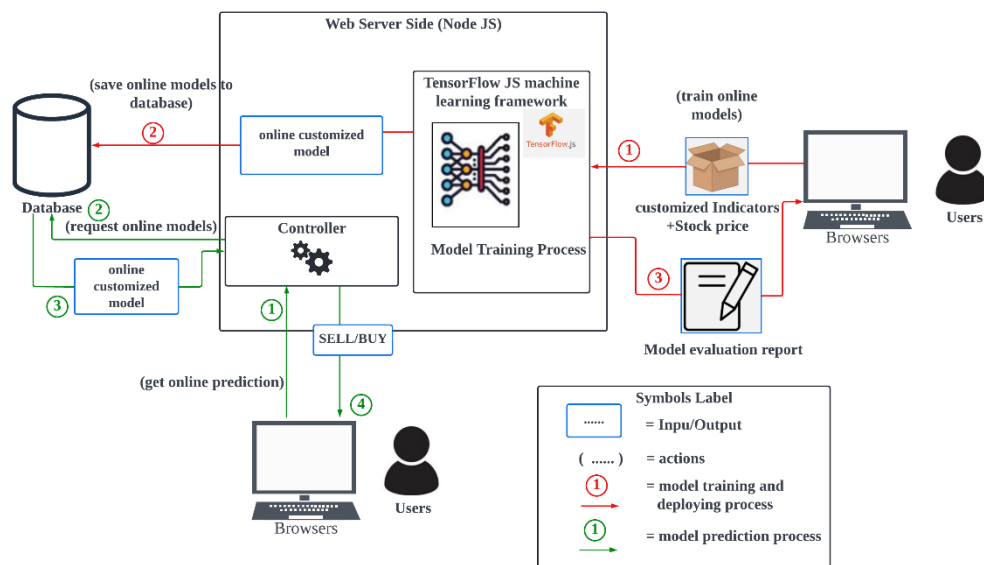 Web Server Side (Node JS)
(save online models to
database)
2
online customized
model
TensorFlow JS machine
learning framework
TensorFlow.js
Model Training Process
(train online
models)
1
customized Indicators
+Stock price
Browsers
Users
3
Model evaluation report
Database
2
(request online models)
online
customized
model
3
Controller
1
SELL/BUY
(get online prediction)
4
Browsers
Users
Symbols Label
......
= Inpu/Output
( ...... )
= actions
1
= model training and
deploying process
1
= model prediction process